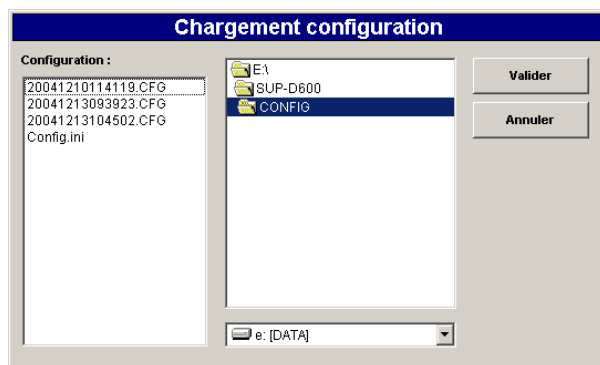 Chargement configuration
Configuration :
20041210114119.CFG
20041213093923.CFG
20041213104502.CFG
Config.ini
E:\
SUP-D600
CONFIG
e: [DATA]
Valider
Annuler